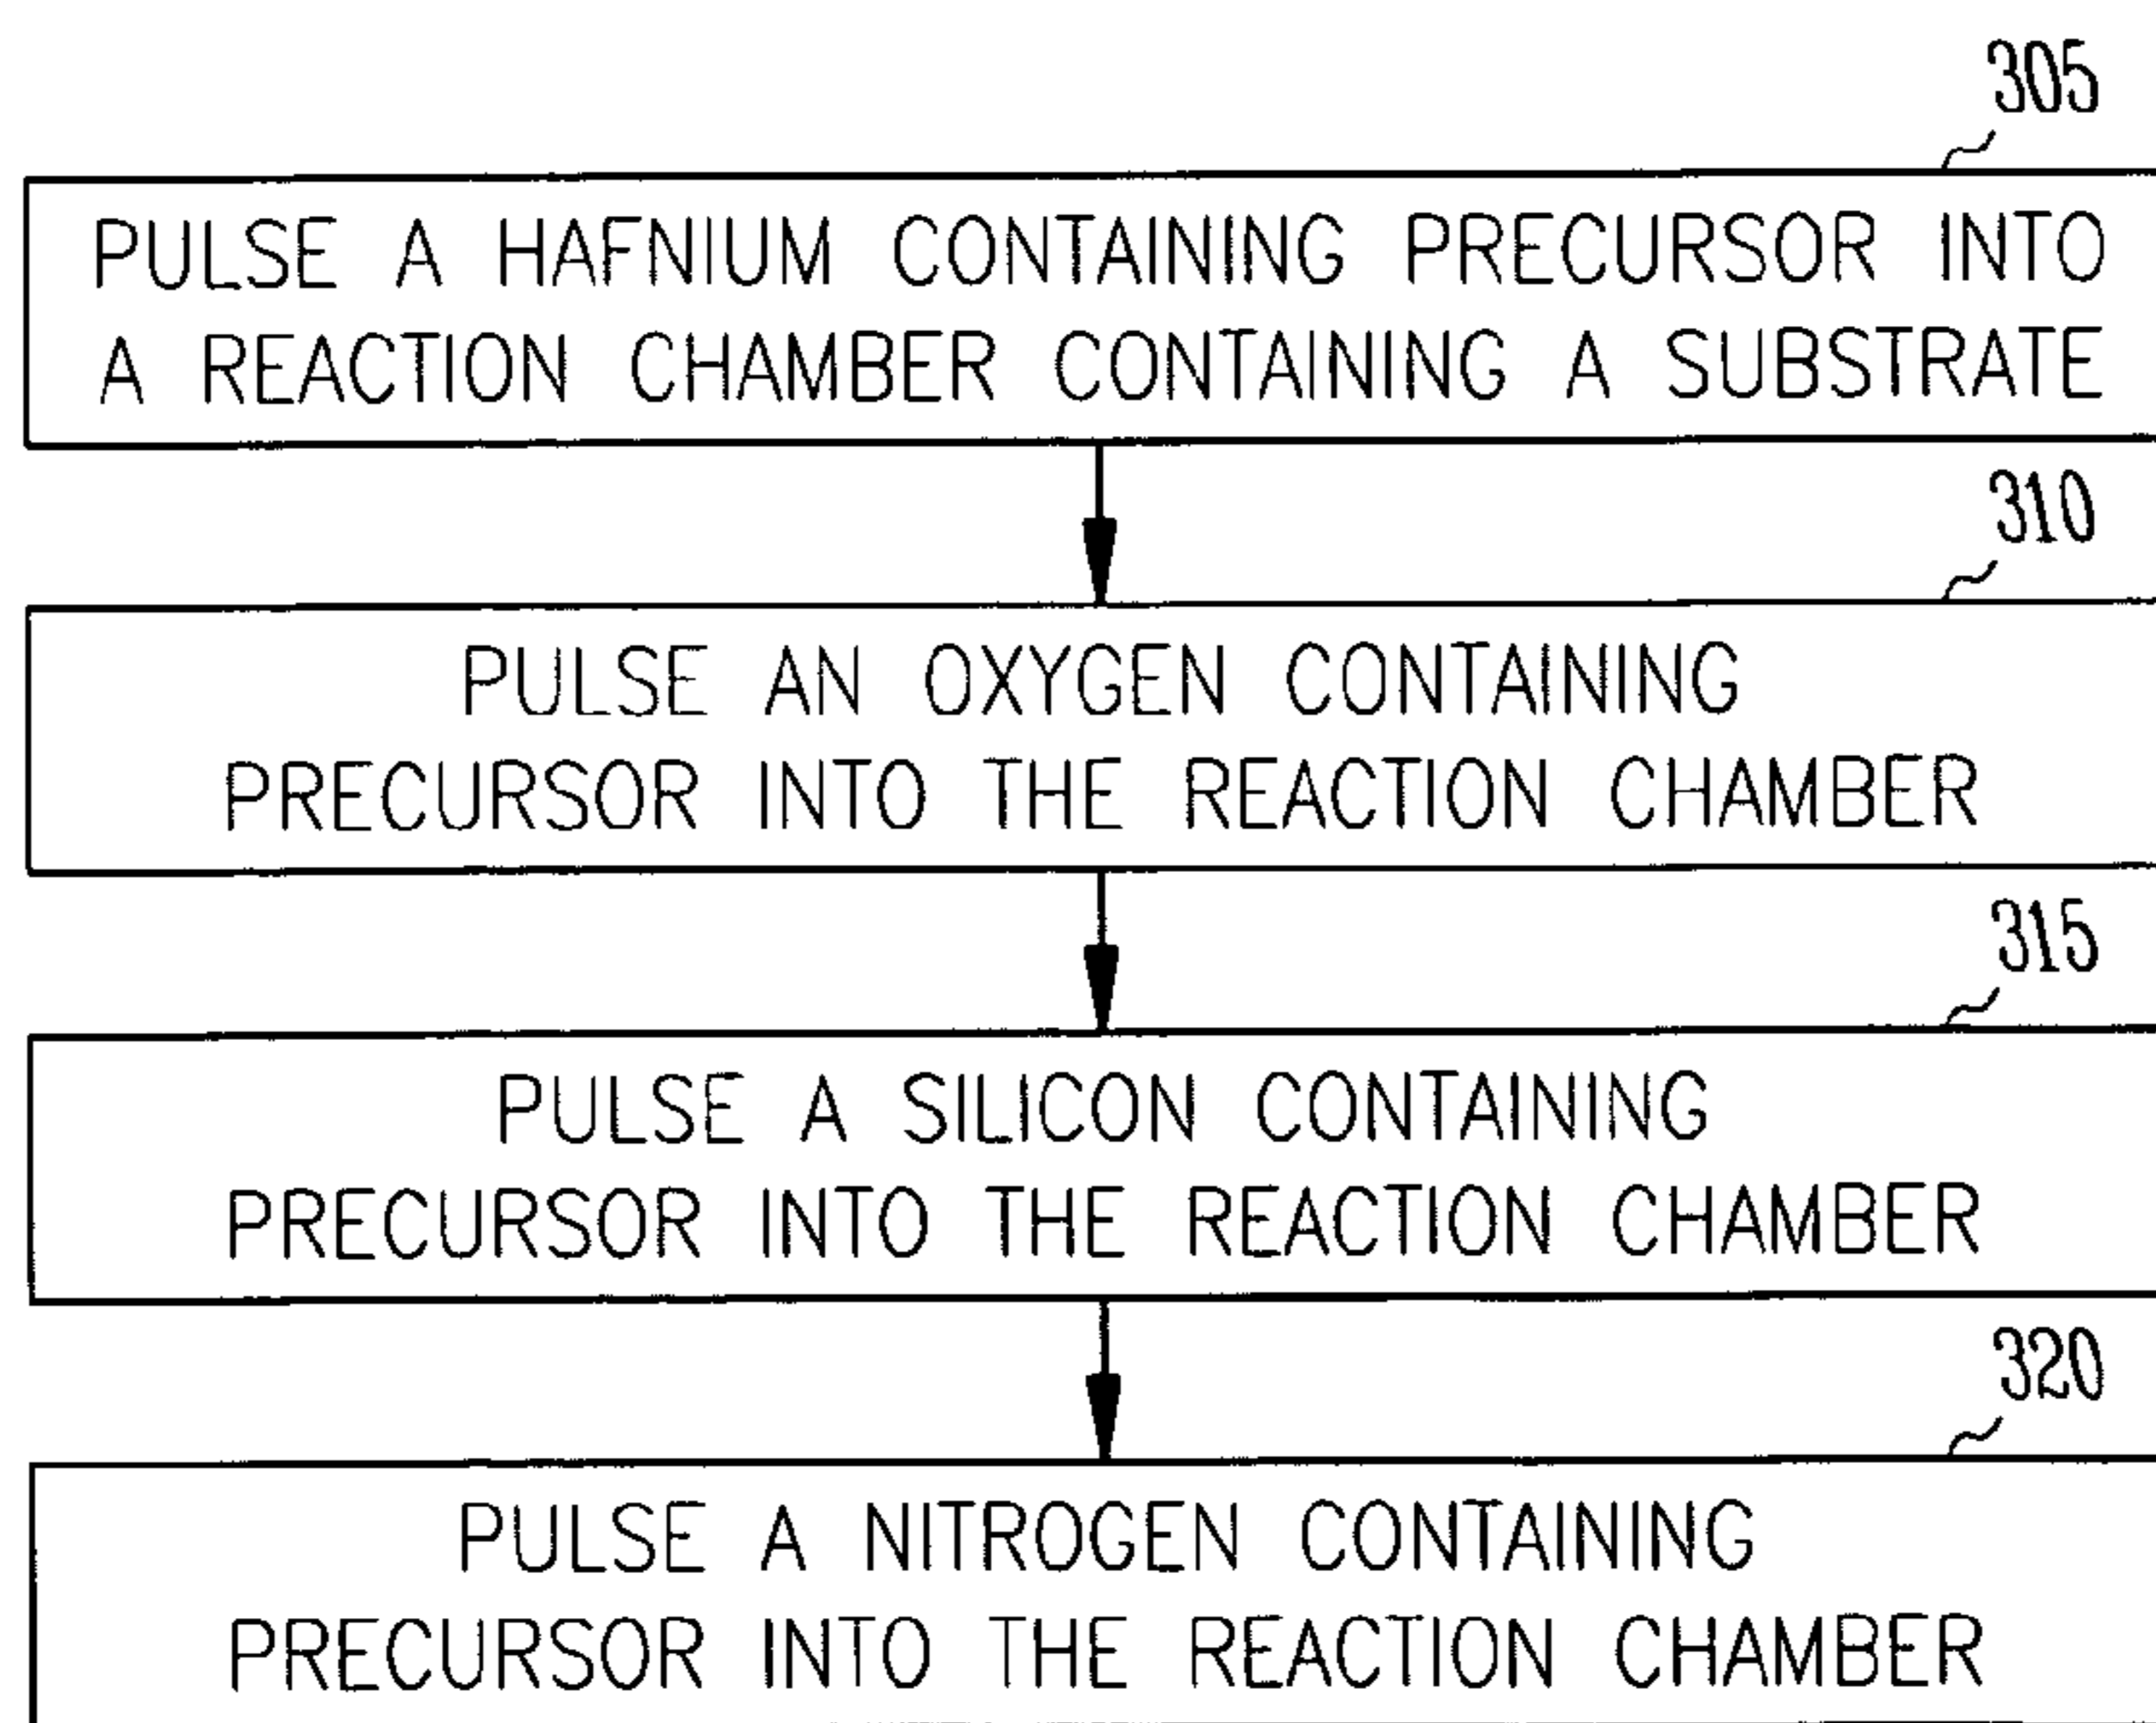 305
PULSE A HAFNIUM CONTAINING PRECURSOR INTO
A REACTION CHAMBER CONTAINING A SUBSTRATE
310
PULSE AN OXYGEN CONTAINING
PRECURSOR INTO THE REACTION CHAMBER
315
PULSE A SILICON CONTAINING
PRECURSOR INTO THE REACTION CHAMBER
320
PULSE A NITROGEN CONTAINING
PRECURSOR INTO THE REACTION CHAMBER